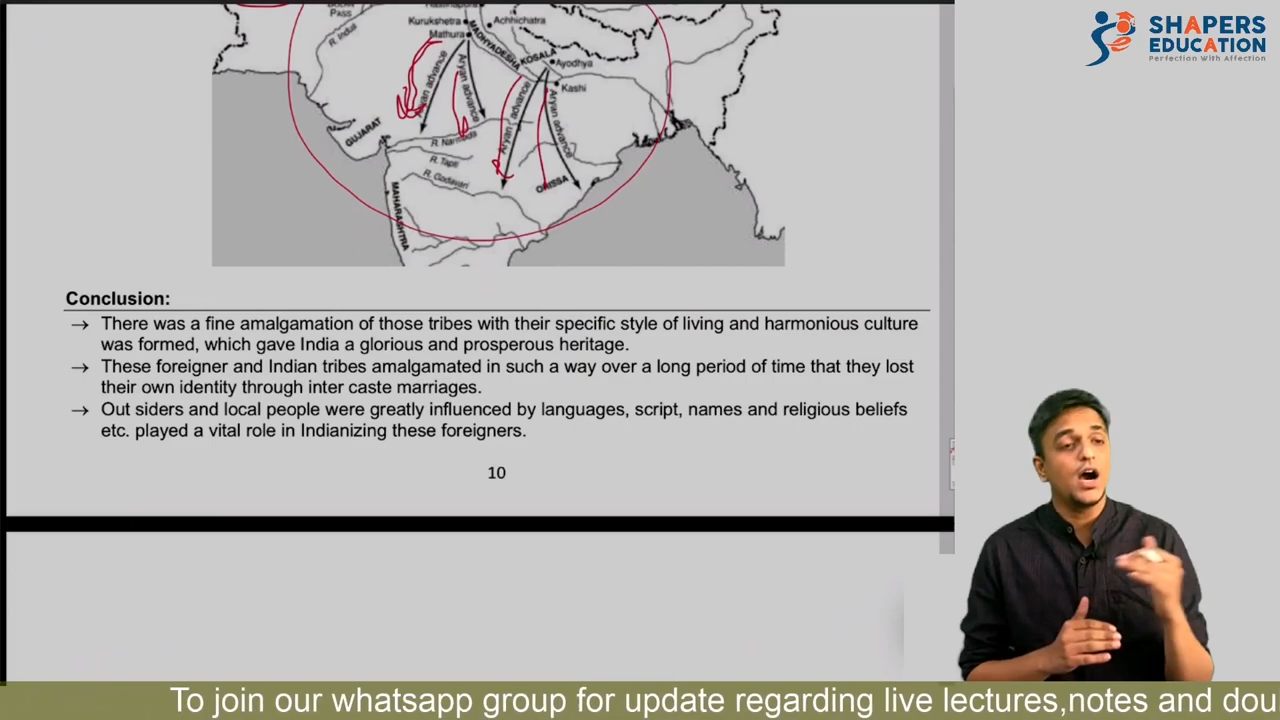 PASS
R. Indus
Kurukshetra
Achhichatra
Mathura
MADHYADESHA
KOSALA
Ayodhya
Kashi
Aryan advance
Aryan advance
Aryan advance
Aryan advance
GUJARAT
R. Narmada
R. Tapti
R. Godavari
ORISSA
MAHARASHTRA
SHAPERS
EDUCATION
Perfection With Affection
Conclusion:
→ There was a fine amalgamation of those tribes with their specific style of living and harmonious culture
was formed, which gave India a glorious and prosperous heritage.
→ These foreigner and Indian tribes amalgamated in such a way over a long period of time that they lost
their own identity through inter caste marriages.
→ Out siders and local people were greatly influenced by languages, script, names and religious beliefs
etc. played a vital role in Indianizing these foreigners.
10
To join our whatsapp group for update regarding live lectures,notes and dou